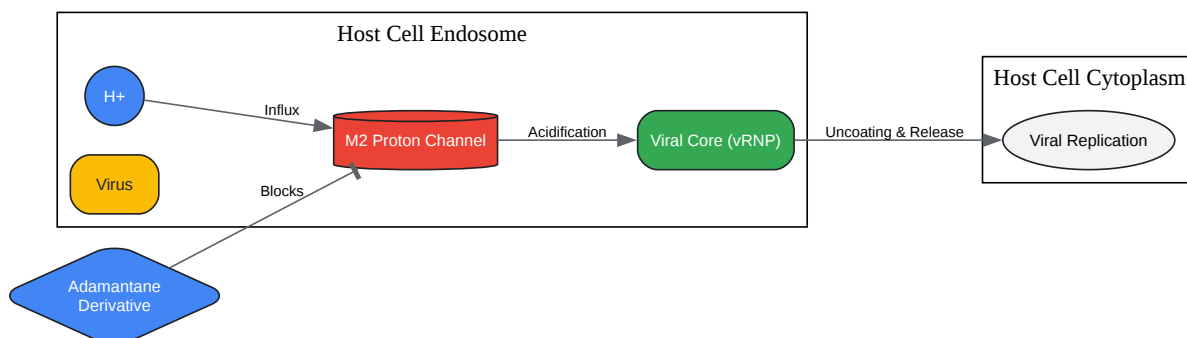 Host Cell Endosome
Host Cell Cytoplasm
H+
Influx
M2 Proton Channel
Acidification
Viral Core (vRNP)
Uncoating & Release
Viral Replication
Virus
Blocks
Adamantane
Derivative